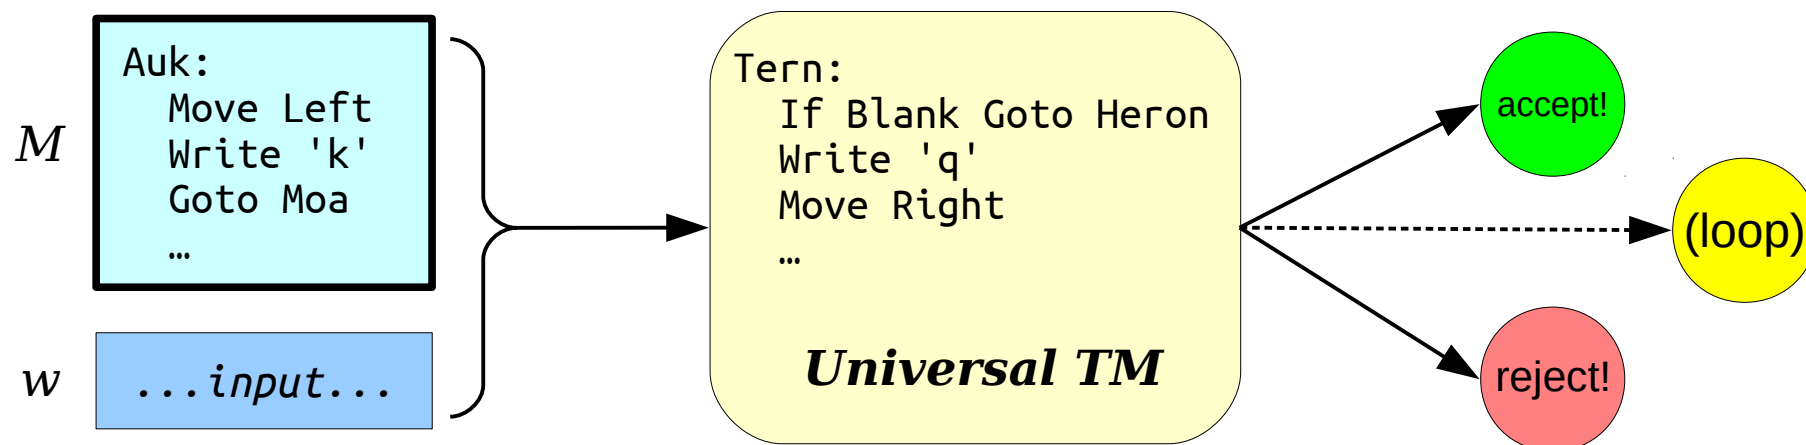 M
Auk:
Move Left
Write 'k'
Goto Moa
…
w
...input...
Tern:
If Blank Goto Heron
Write 'q'
Move Right
…
Universal TM
accept!
(loop)
reject!